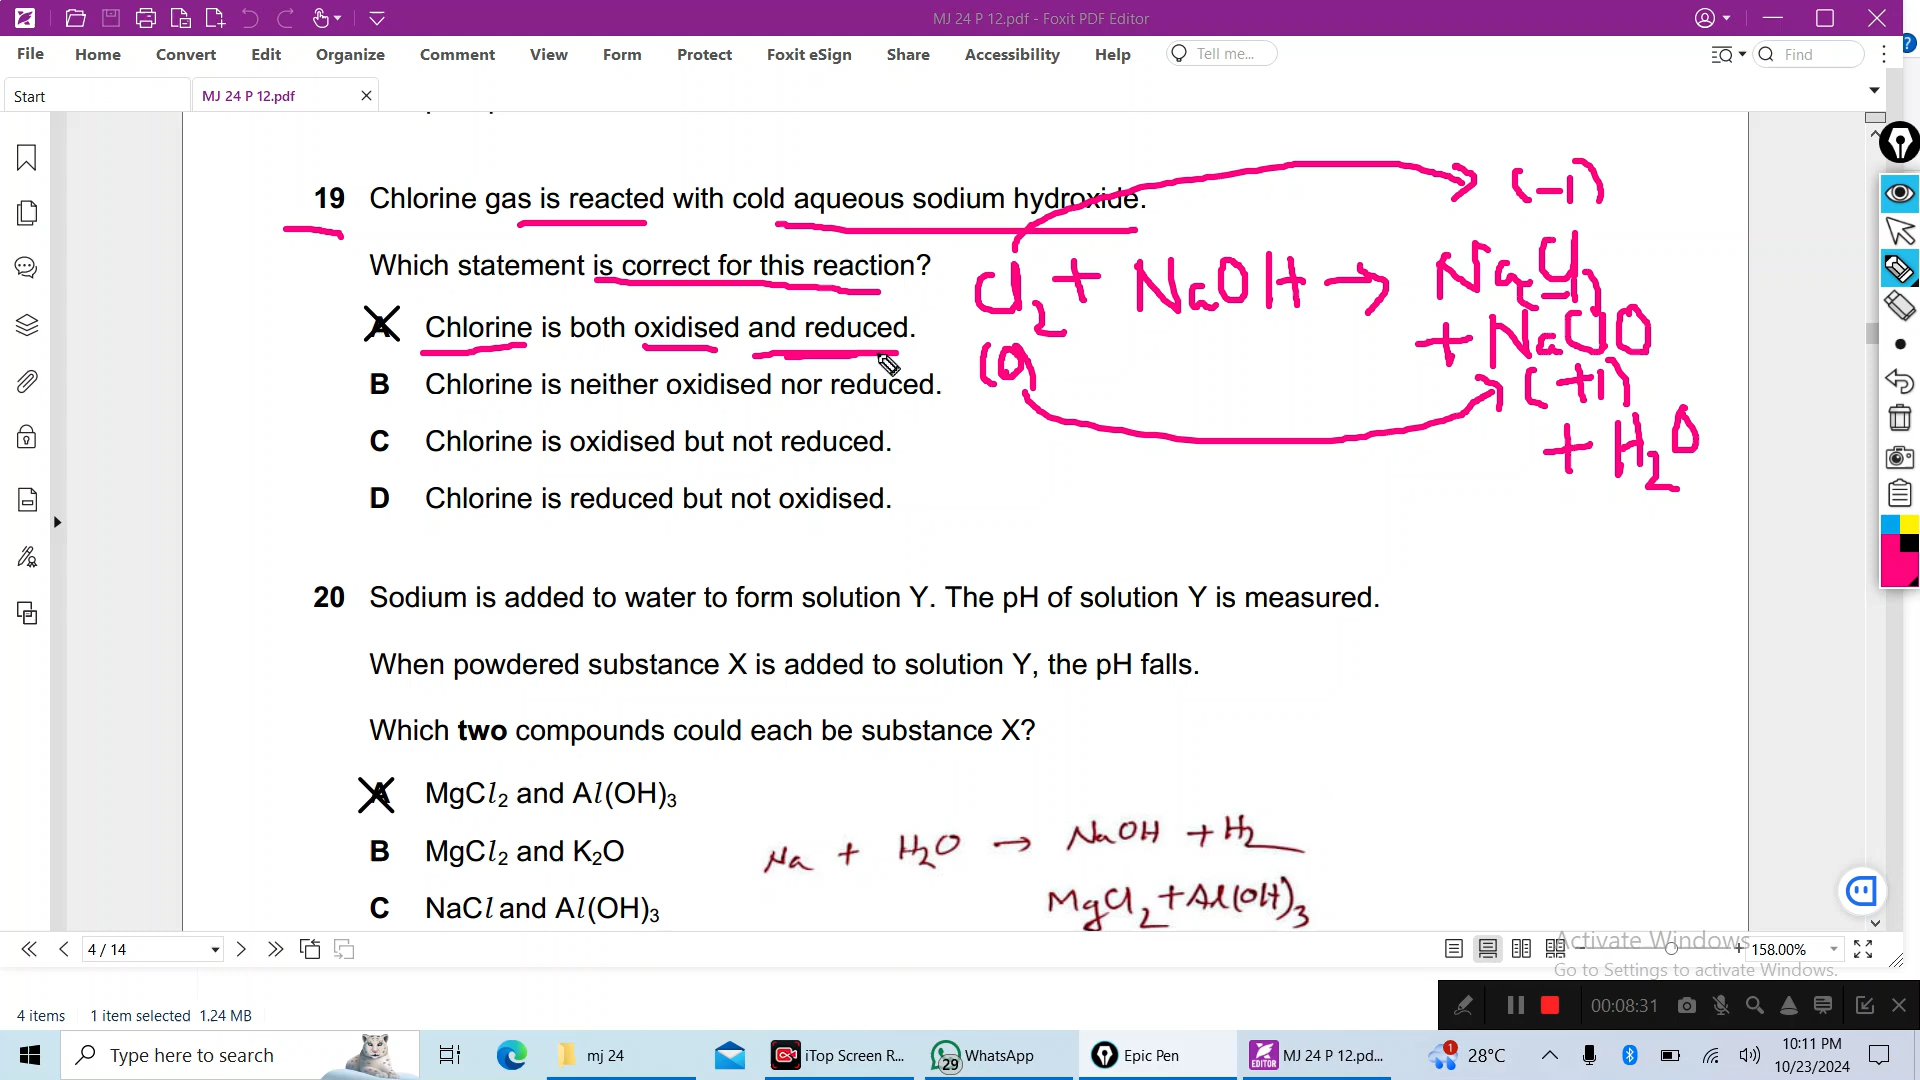 MJ 24 P 12.pdf - Foxit PDF Editor
File Home Convert Edit Organize Comment View Form Protect Foxit eSign Share Accessibility Help Tell me... Find
Start MJ 24 P 12.pdf
19 Chlorine gas is reacted with cold aqueous sodium hydroxide.
(-1)
Which statement is correct for this reaction?
Cl2 + NaOH → NaCl
A Chlorine is both oxidised and reduced.
+ NaClO
(0)
B Chlorine is neither oxidised nor reduced.
(+1)
C Chlorine is oxidised but not reduced.
+ H2O
D Chlorine is reduced but not oxidised.
20 Sodium is added to water to form solution Y. The pH of solution Y is measured.
When powdered substance X is added to solution Y, the pH falls.
Which two compounds could each be substance X?
A MgCl2 and Al(OH)3
B MgCl2 and K2O
Na + H2O → NaOH + H2
C NaCl and Al(OH)3
MgCl2 + Al(OH)3
4 / 14
158.00%
Activate Windows
Go to Settings to activate Windows.
00:08:31
4 items 1 item selected 1.24 MB
Type here to search mj 24 iTop Screen R... 29 WhatsApp Epic Pen EDITOR MJ 24 P 12.pd... 1 28°C 10:11 PM
10/23/2024